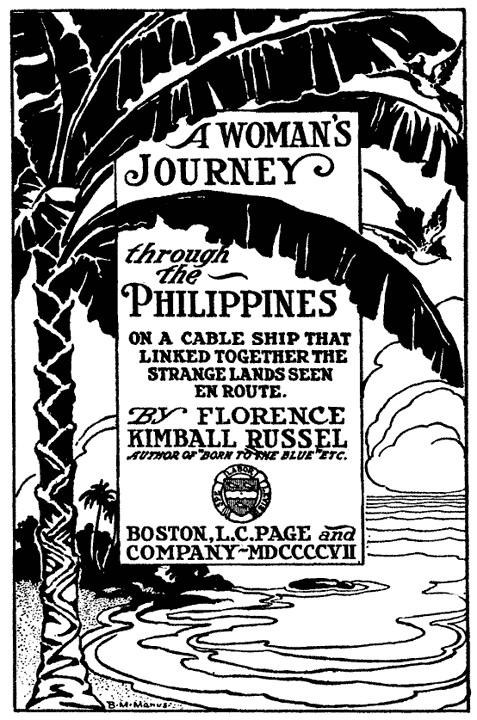 A WOMAN'S
JOURNEY
through
the
PHILIPPINES
ON A CABLE SHIP THAT
LINKED TOGETHER THE
STRANGE LANDS SEEN
EN ROUTE.
BY FLORENCE
KIMBALL RUSSEL
AUTHOR OF "BORN TO THE BLUE" ETC.
LABOR
BOSTON, L.C. PAGE and
COMPANY~MDCCCCVII
B·M·Manus·